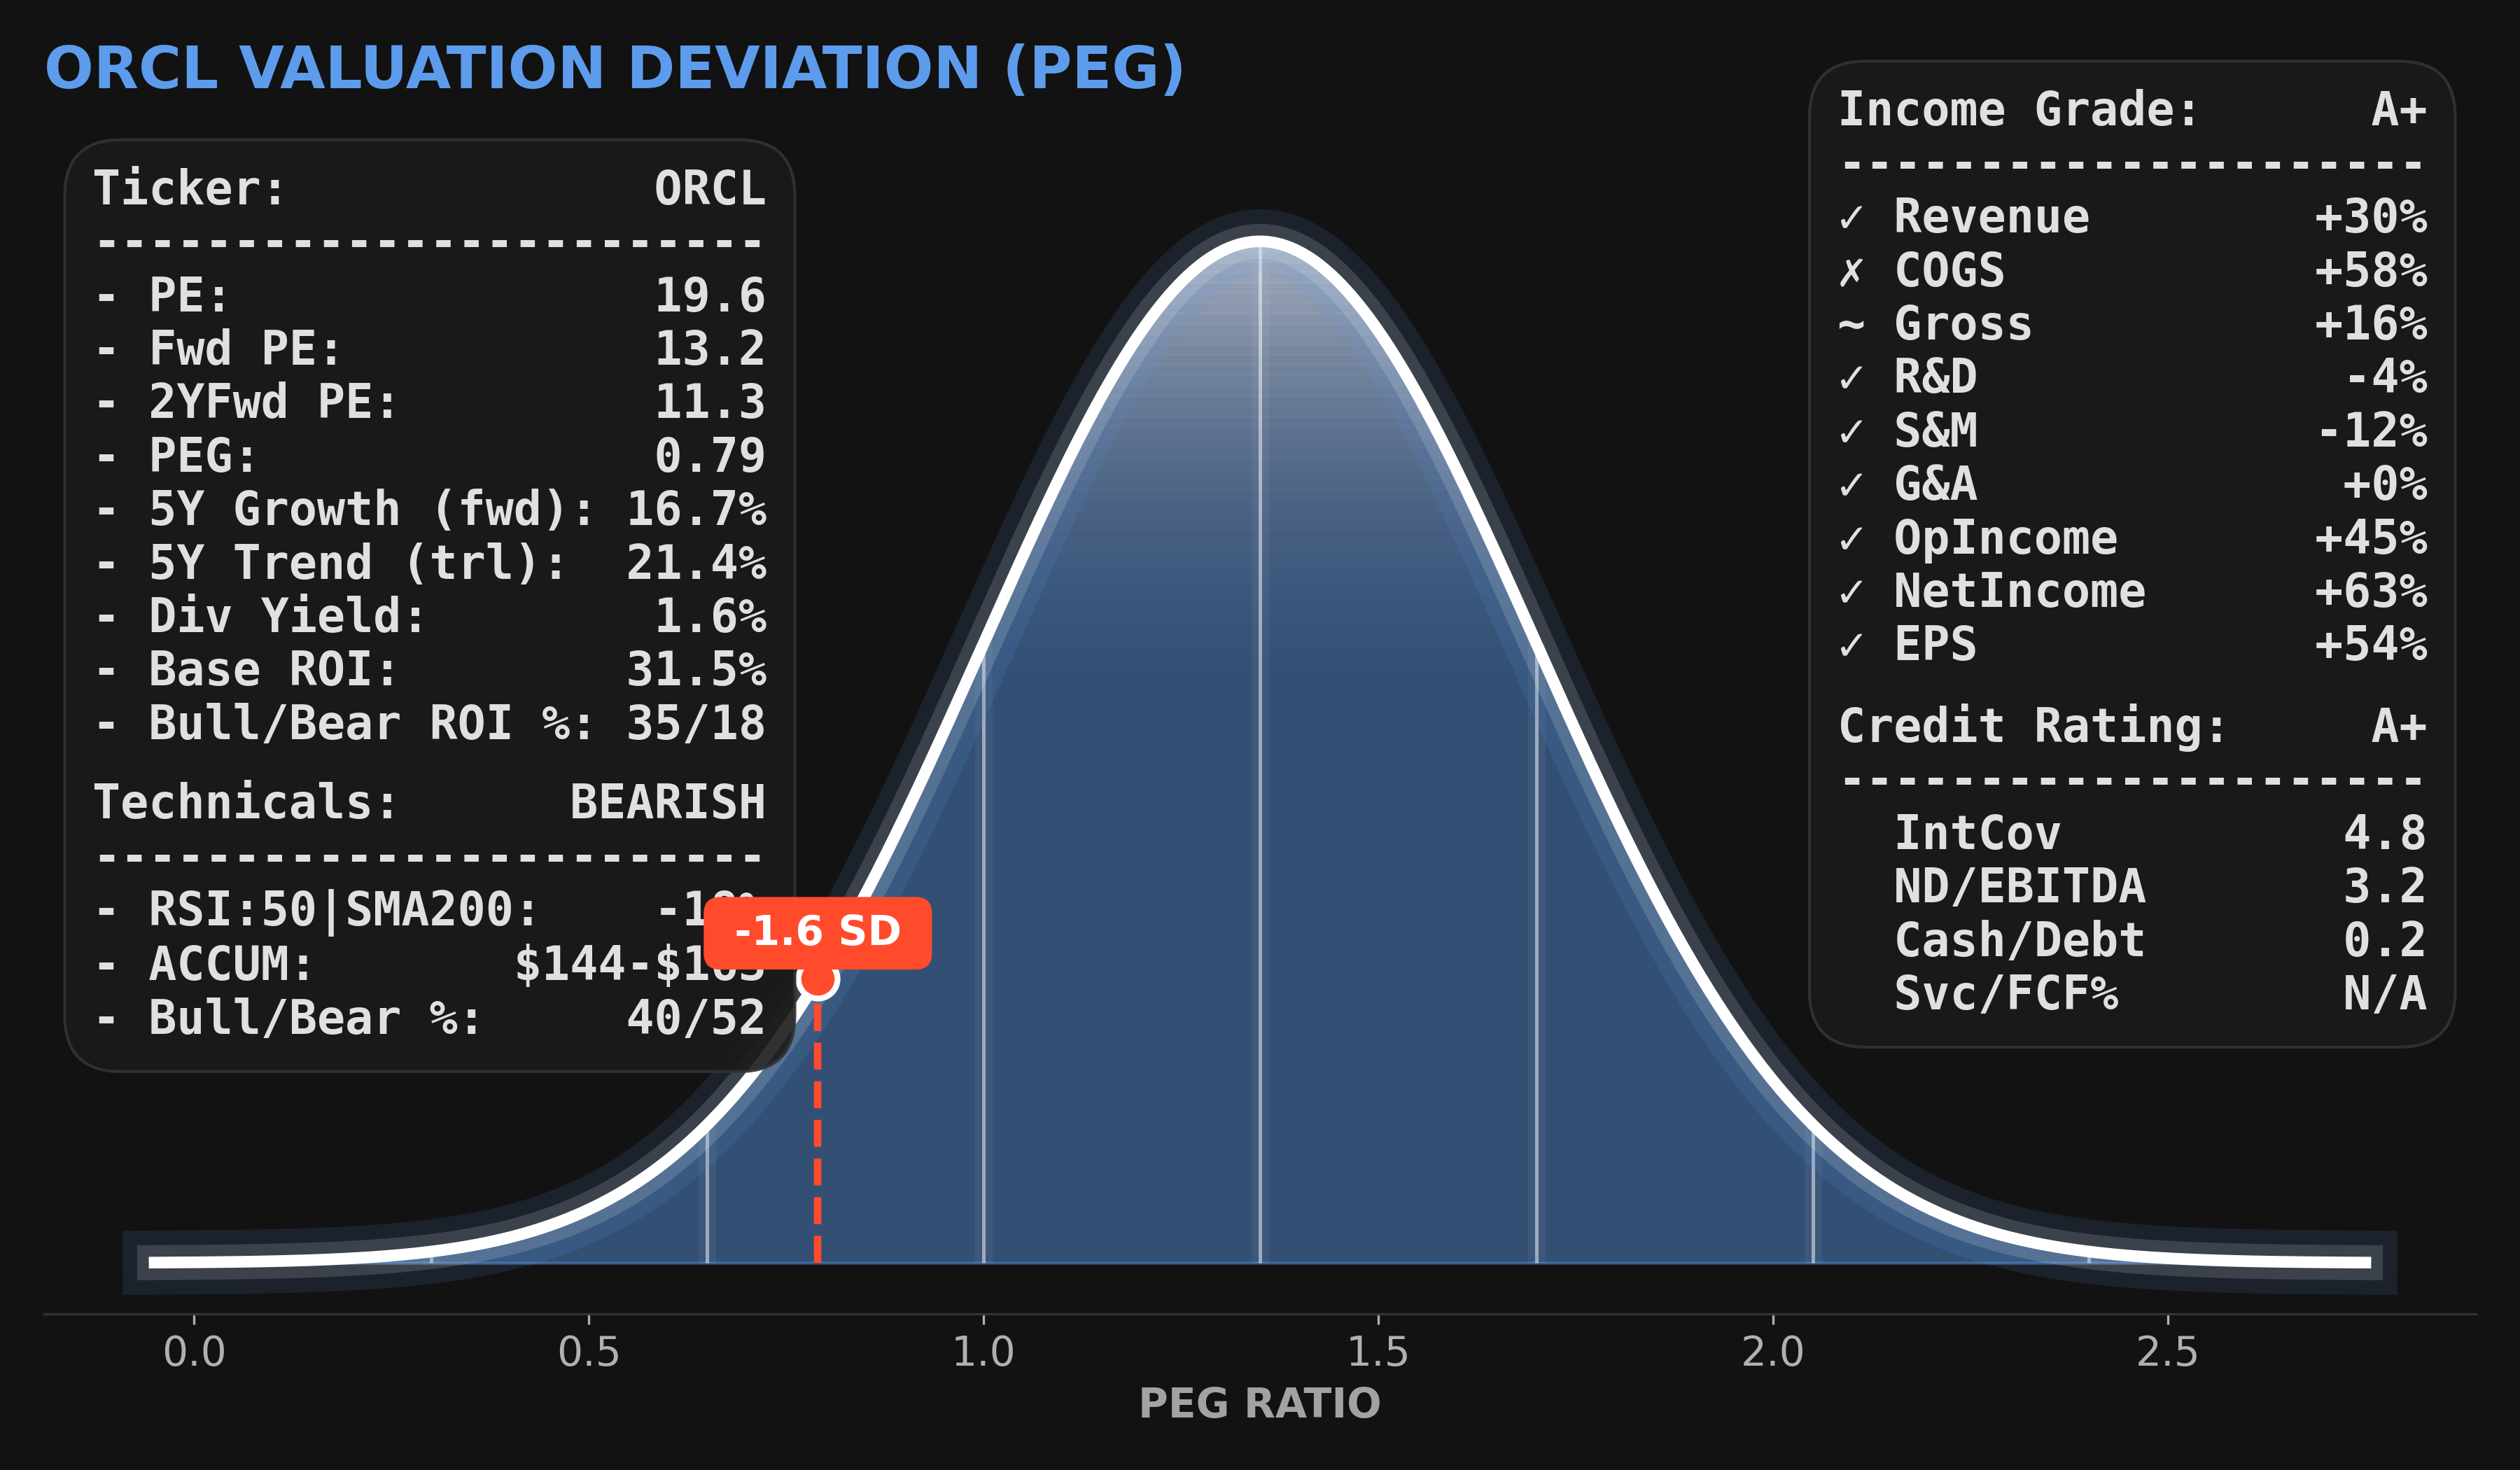 ORCL VALUATION DEVIATION (PEG)
Ticker: ORCL
--------------------------
- PE: 19.6
- Fwd PE: 13.2
- 2YFwd PE: 11.3
- PEG: 0.79
- 5Y Growth (fwd): 16.7%
- 5Y Trend (trl): 21.4%
- Div Yield: 1.6%
- Base ROI: 31.5%
- Bull/Bear ROI %: 35/18
Technicals: BEARISH
------------------------
- RSI:50|SMA200:
- ACCUM:
- Bull/Bear %: 40/52
-1.6 SD
Income Grade: A+
---------------------
✓ Revenue +30%
✗ COGS +58%
~ Gross +16%
✓ R&D -4%
✓ S&M -12%
✓ G&A +0%
✓ OpIncome +45%
✓ NetIncome +63%
✓ EPS +54%
Credit Rating: A+
---------------------
IntCov 4.8
ND/EBITDA 3.2
Cash/Debt 0.2
Svc/FCF% N/A
0.0 0.5 1.0 1.5 2.0 2.5
PEG RATIO